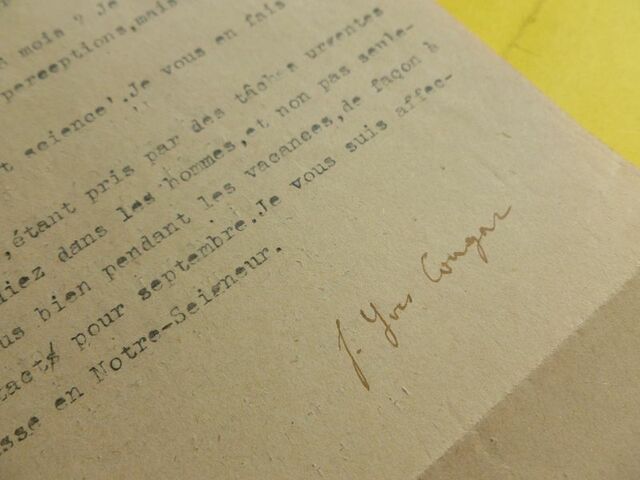 mois ? Je
perceptions,mais
t science'.Je vous en fais
,étant pris par des tâches urgentes
liez dans les hommes,et non pas seule-
us bien pendant les vacances,de façon à
tacts pour septembre.Je vous suis affec-
sse en Notre-Seigneur.
f. Yves Congar